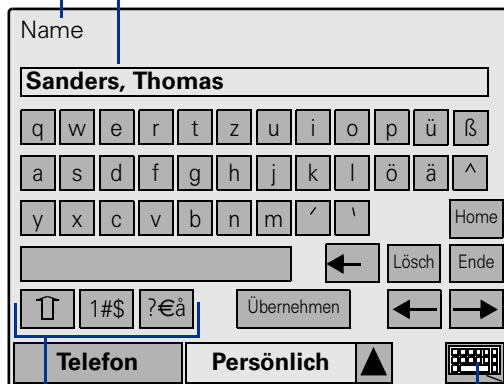 Name
Sanders, Thomas
q w e r t z u i o p ü ß
a s d f g h j k l ö ä ^
y x c v b n m ´ ` Home
Lösch Ende
1#$ ?€å Übernehmen
Telefon Persönlich